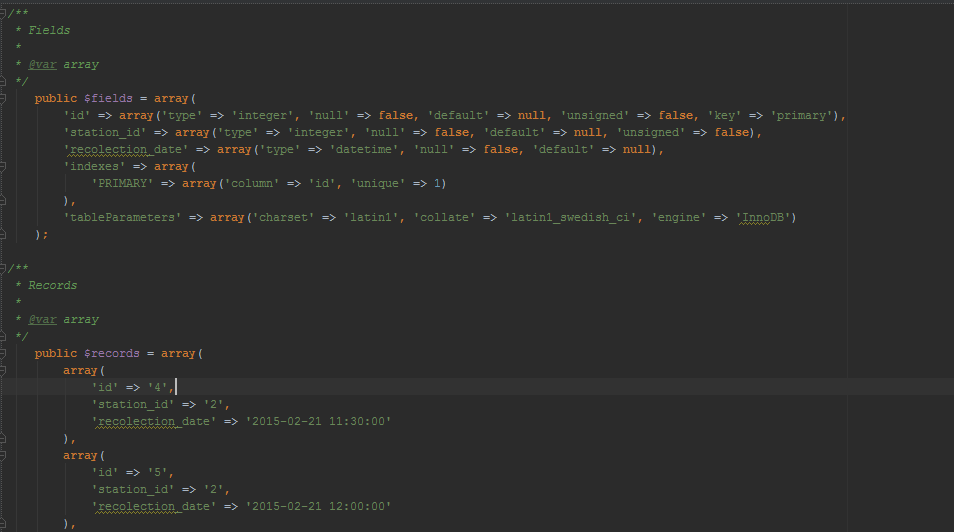 /**
 * Fields
 *
 * @var array
 */
    public $fields = array(
        'id' => array('type' => 'integer', 'null' => false, 'default' => null, 'unsigned' => false, 'key' => 'primary'),
        'station_id' => array('type' => 'integer', 'null' => false, 'default' => null, 'unsigned' => false),
        'recolection_date' => array('type' => 'datetime', 'null' => false, 'default' => null),
        'indexes' => array(
            'PRIMARY' => array('column' => 'id', 'unique' => 1)
        ),
        'tableParameters' => array('charset' => 'latin1', 'collate' => 'latin1_swedish_ci', 'engine' => 'InnoDB')
    );
/**
 * Records
 *
 * @var array
 */
    public $records = array(
        array(
            'id' => '4',
            'station_id' => '2',
            'recolection_date' => '2015-02-21 11:30:00'
        ),
        array(
            'id' => '5',
            'station_id' => '2',
            'recolection_date' => '2015-02-21 12:00:00'
        ),